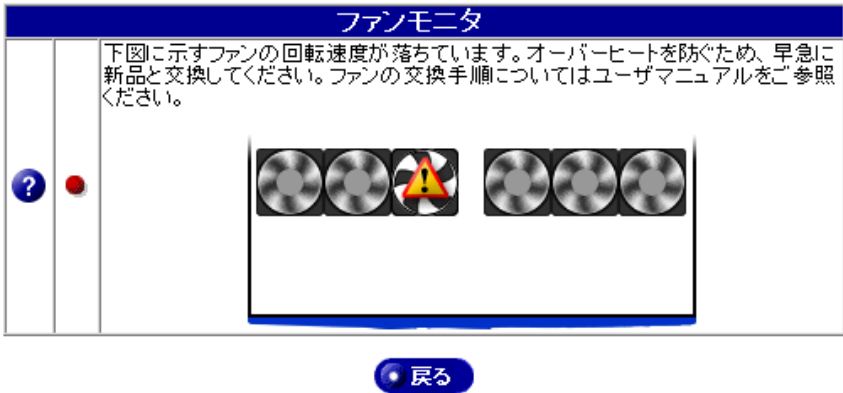 ファンモニタ
下図に示すファンの回転速度が落ちています。オーバーヒートを防ぐため、早急に
新品と交換してください。ファンの交換手順についてはユーザマニュアルをご参照
ください。
?
!
戻る